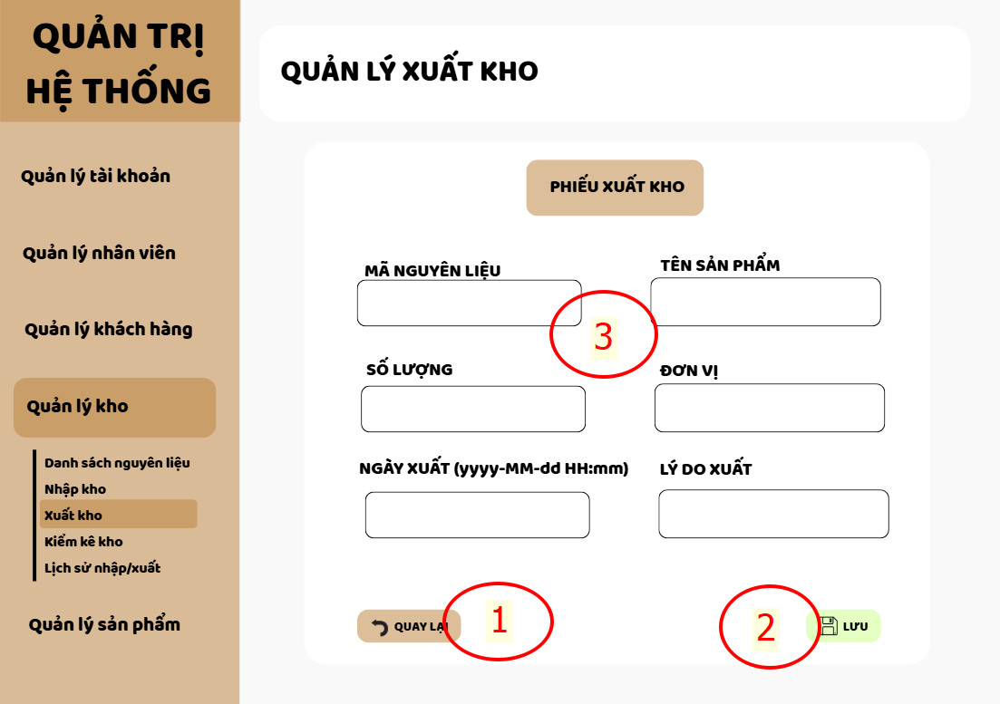 QUẢN TRỊ
HỆ THỐNG
QUẢN LÝ XUẤT KHO
Quản lý tài khoản
Quản lý nhân viên
Quản lý khách hàng
Quản lý kho
Danh sách nguyên liệu
Nhập kho
Xuất kho
Kiểm kê kho
Lịch sử nhập/xuất
Quản lý sản phẩm
PHIẾU XUẤT KHO
MÃ NGUYÊN LIỆU
TÊN SẢN PHẨM
3
SỐ LƯỢNG
ĐƠN VỊ
NGÀY XUẤT (yyyy-MM-dd HH:mm)
LÝ DO XUẤT
QUAY LẠI
1
2
LƯU